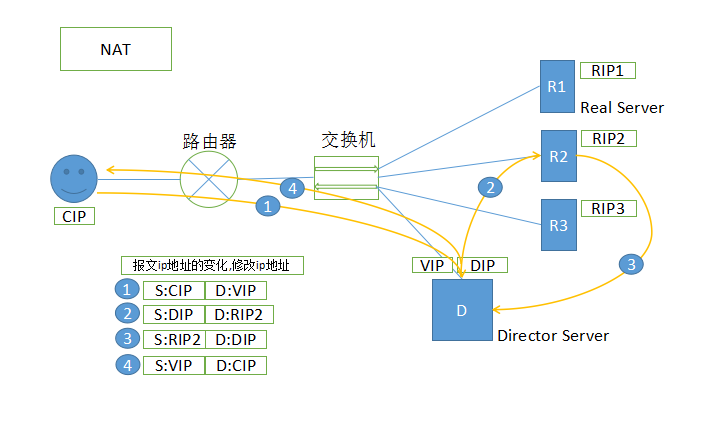 NAT
RIP1
R1
Real Server
路由器
交换机
RIP2
R2
4
2
CIP
1
RIP3
R3
3
VIP
DIP
报文ip地址的变化,修改ip地址
1 S:CIP D:VIP
2 S:DIP D:RIP2
3 S:RIP2 D:DIP
4 S:VIP D:CIP
D
Director Server